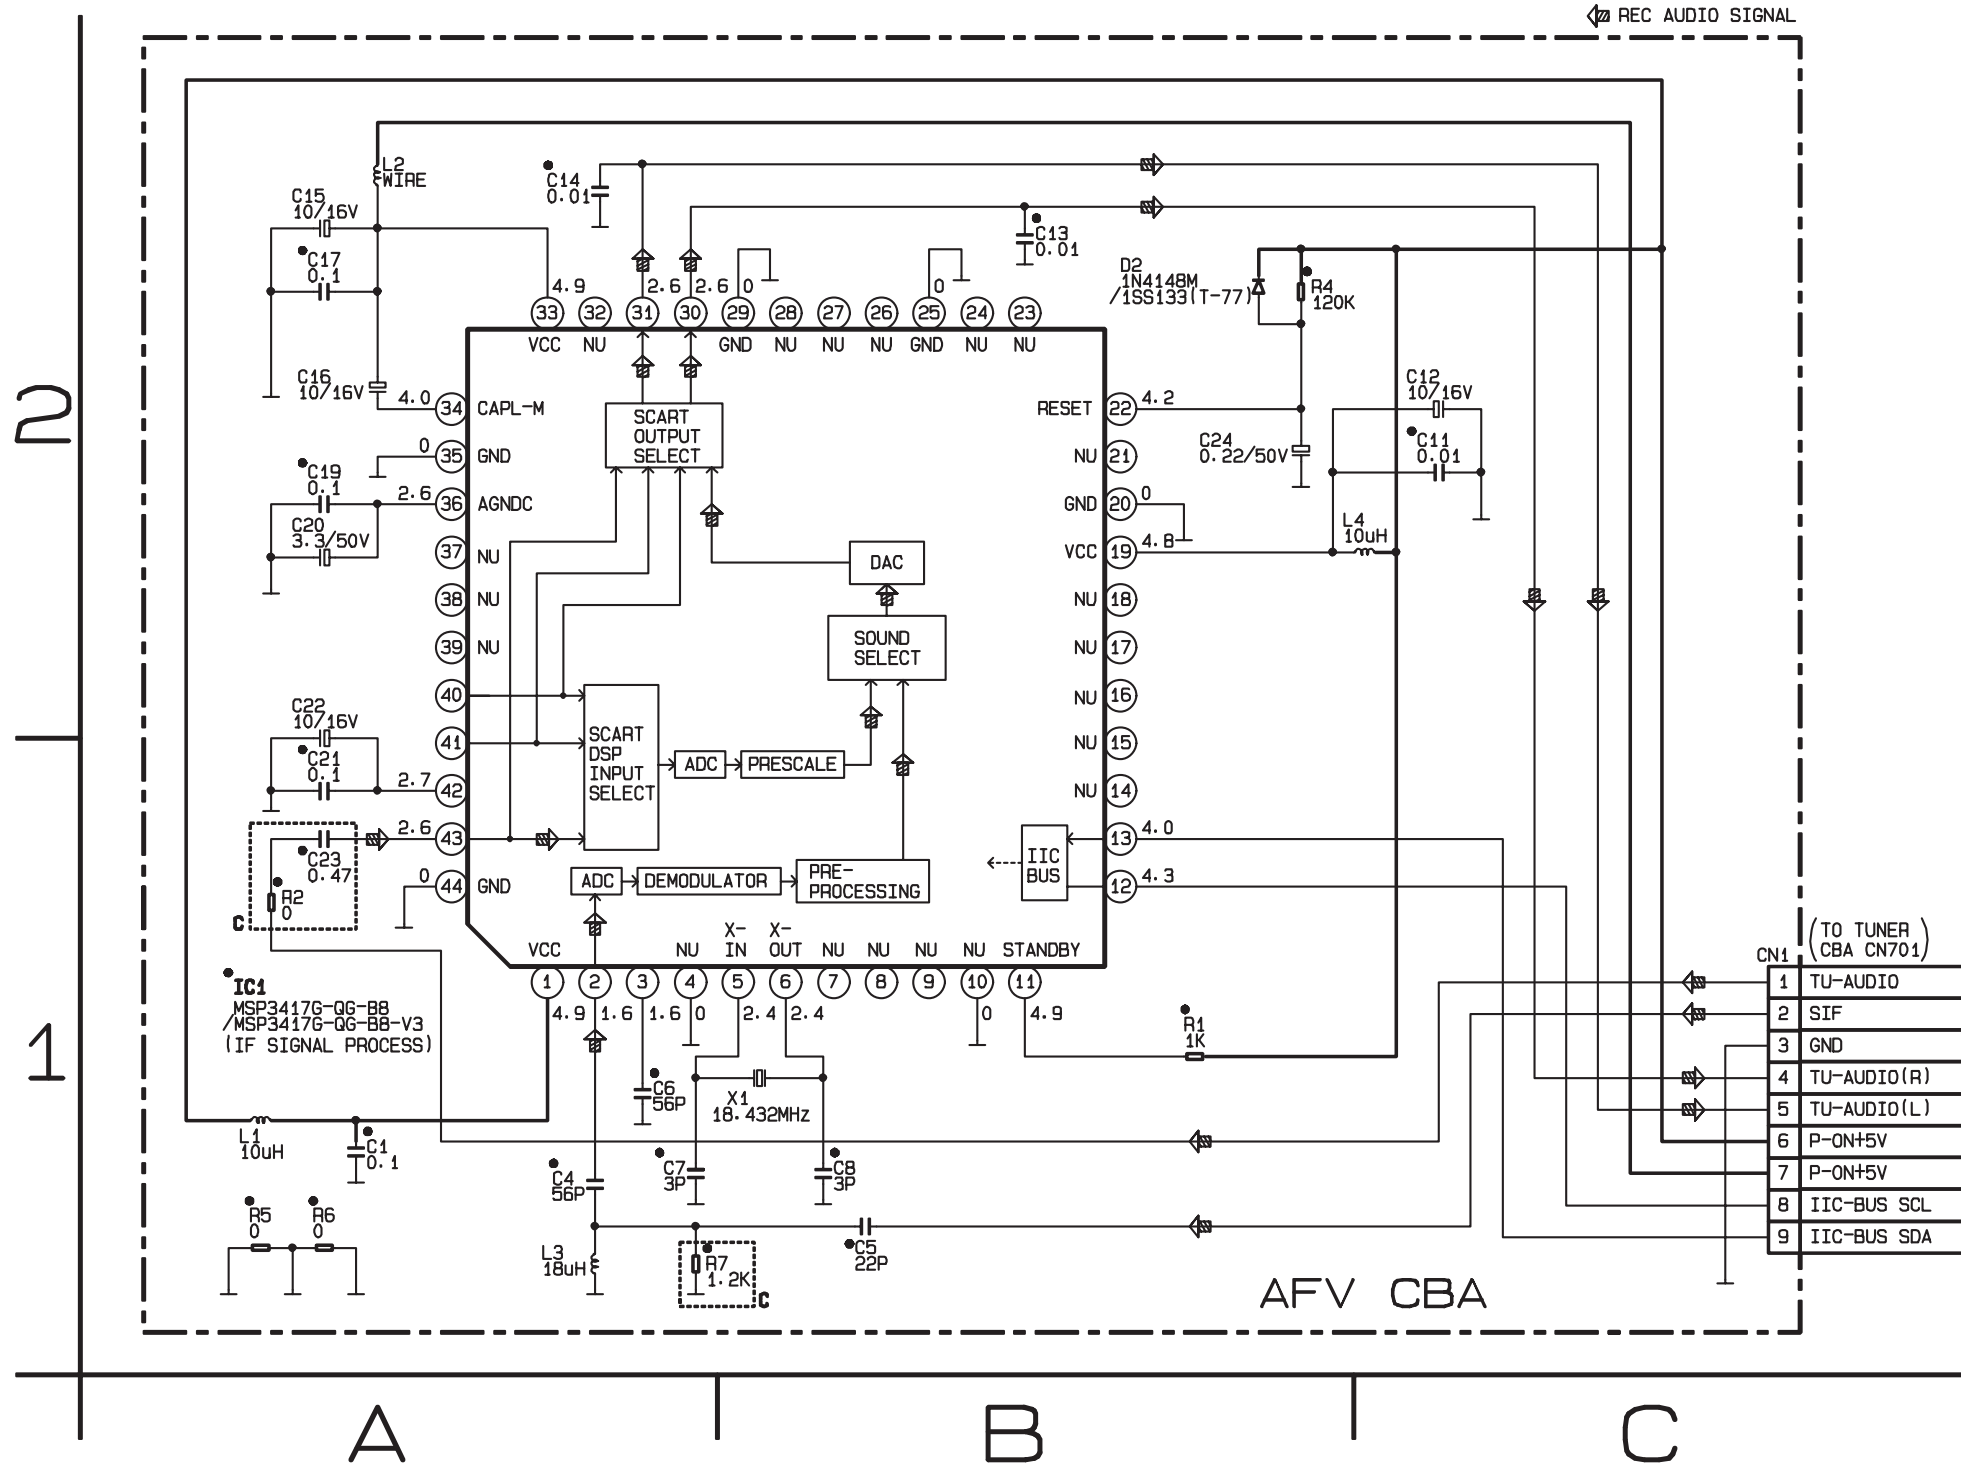 REC AUDIO SIGNAL
L2
WIRE
C15
10/16V
C17
0.1
C14
0.01
C13
0.01
D2
1N4148M
/1SS133(T-77)
R4
120K
4.9
2.6
2.6
0
0
33
32
31
30
29
28
27
26
25
24
23
VCC
NU
GND
NU
NU
NU
GND
NU
NU
C16
10/16V
4.0
34
CAPL-M
0
35
GND
C19
0.1
2.6
36
AGNDC
C20
3.3/50V
37
NU
38
NU
39
NU
40
C22
10/16V
41
C21
0.1
2.7
42
2.6
43
C23
0.47
0
44
GND
R2
0
C
SCART
OUTPUT
SELECT
DAC
SOUND
SELECT
SCART
DSP
INPUT
SELECT
ADC
PRESCALE
ADC
DEMODULATOR
PRE-
PROCESSING
IIC
BUS
RESET
22
4.2
NU
21
GND
20
0
VCC
19
4.8
NU
18
NU
17
NU
16
NU
15
NU
14
13
4.0
12
4.3
C24
0.22/50V
C12
10/16V
C11
0.01
L4
10uH
VCC
NU
X-
IN
X-
OUT
NU
NU
NU
NU
STANDBY
1
2
3
4
5
6
7
8
9
10
11
4.9
1.6
1.6
0
2.4
2.4
0
4.9
IC1
MSP3417G-QG-B8
/MSP3417G-QG-B8-V3
(IF SIGNAL PROCESS)
R1
1K
C6
56P
X1
18.432MHz
L1
10uH
C1
0.1
C4
56P
C7
3P
C8
3P
R5
0
R6
0
L3
18uH
R7
1.2K
C
C5
22P
AFV CBA
CN1
(TO TUNER
CBA CN701)
1 TU-AUDIO
2 SIF
3 GND
4 TU-AUDIO(R)
5 TU-AUDIO(L)
6 P-ON+5V
7 P-ON+5V
8 IIC-BUS SCL
9 IIC-BUS SDA
2
1
A
B
C